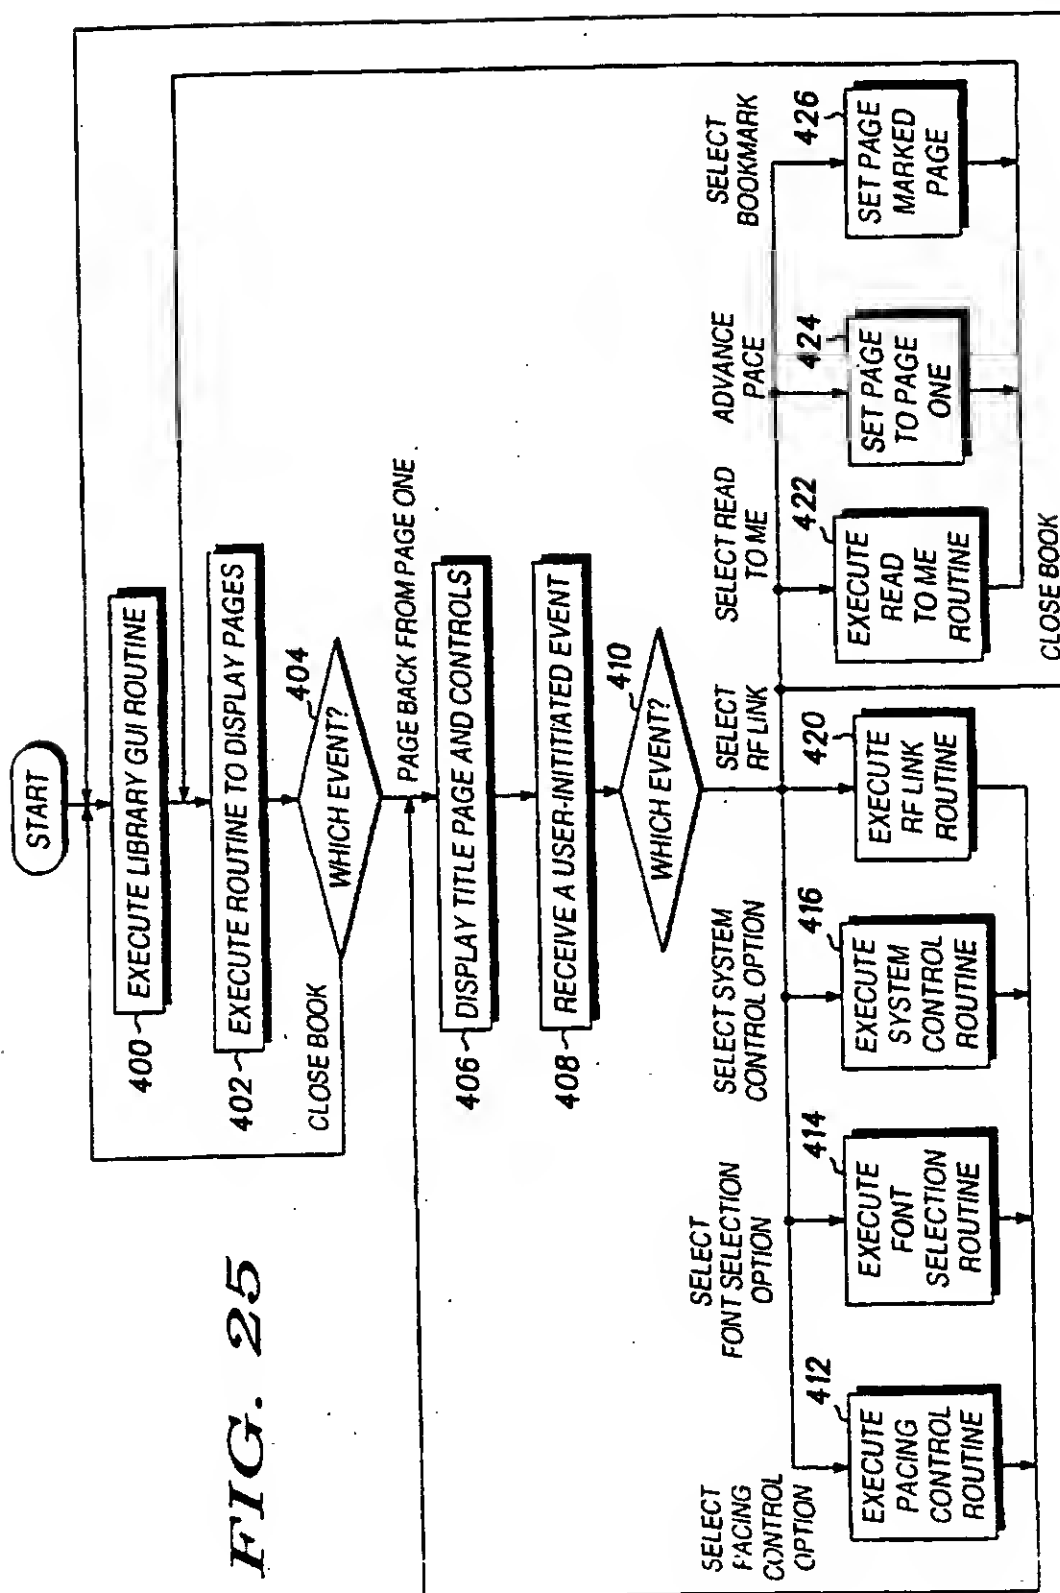 FIG. 25
START
400
EXECUTE LIBRARY GUI ROUTINE
402
EXECUTE ROUTINE TO DISPLAY PAGES
404
WHICH EVENT?
CLOSE BOOK
PAGE BACK FROM PAGE ONE
406
DISPLAY TITLE PAGE AND CONTROLS
408
RECEIVE A USER-INITITIATED EVENT
410
WHICH EVENT?
SELECT
PACING
CONTROL
OPTION
412
EXECUTE
PACING
CONTROL
ROUTINE
SELECT
FONT SELECTION
OPTION
414
EXECUTE
FONT
SELECTION
ROUTINE
SELECT SYSTEM
CONTROL OPTION
416
EXECUTE
SYSTEM
CONTROL
ROUTINE
SELECT
RF LINK
420
EXECUTE
RF LINK
ROUTINE
SELECT READ
TO ME
422
EXECUTE
READ
TO ME
ROUTINE
ADVANCE
PACE
424
SET PAGE
TO PAGE
ONE
SELECT
BOOKMARK
426
SET PAGE
MARKED
PAGE
CLOSE BOOK